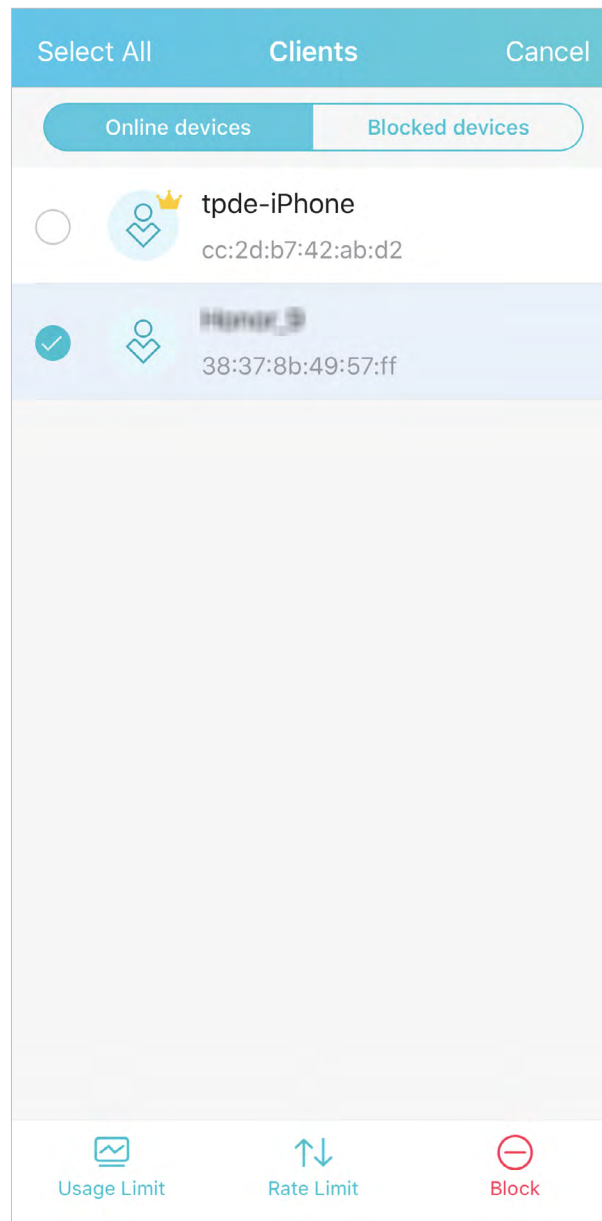 Select All Clients Cancel
Online devices Blocked devices
tpde-iPhone
cc:2d:b7:42:ab:d2
38:37:8b:49:57:ff
Usage Limit Rate Limit Block